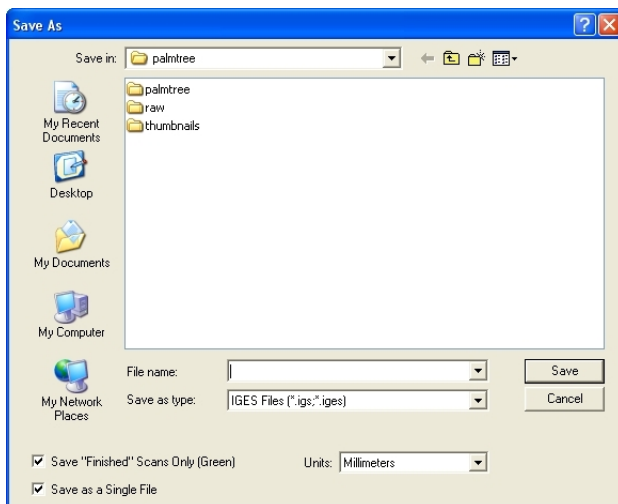 Save As
Save in: palmtree
palmtree
raw
thumbnails
My Recent
Documents
Desktop
My Documents
My Computer
My Network
Places
File name:
Save
Save as type: IGES Files (*.igs;*.iges)
Cancel
Save "Finished" Scans Only (Green)
Units: Millimeters
Save as a Single File